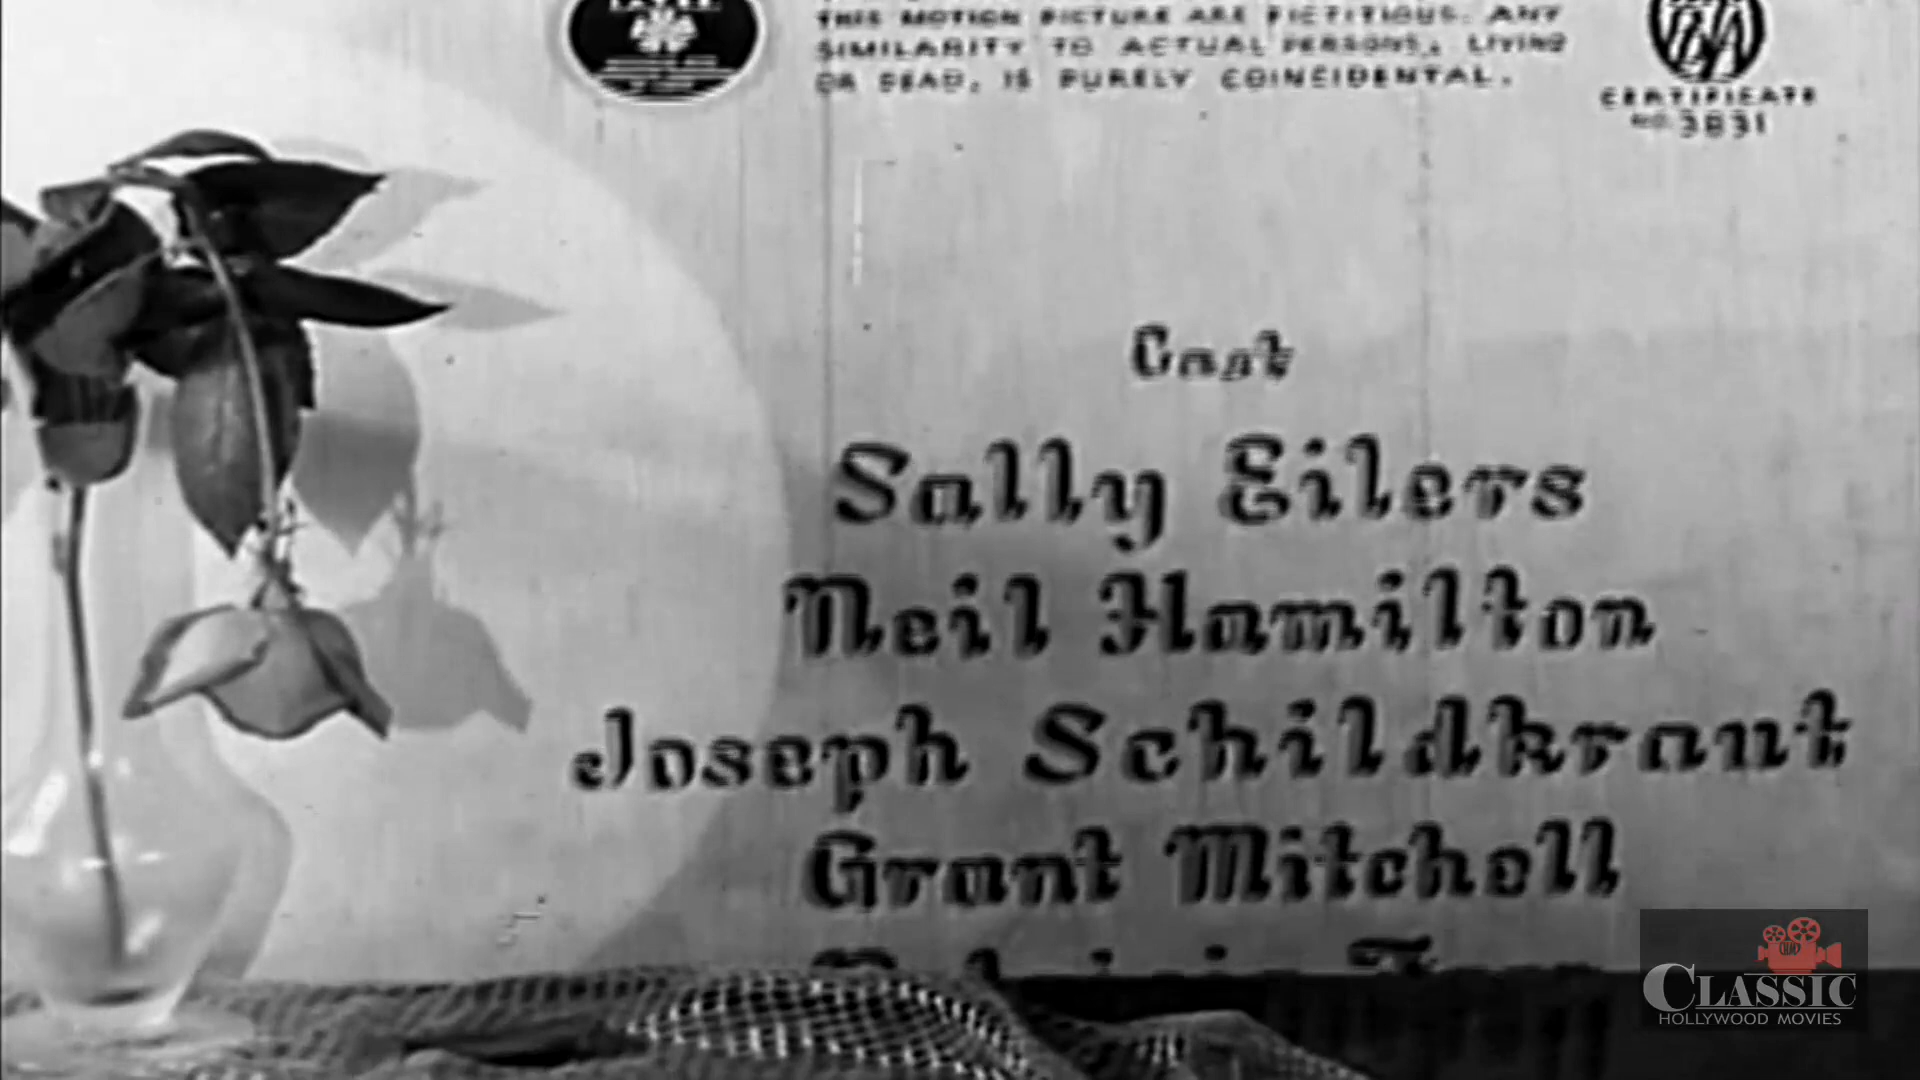 THIS MOTION PICTURE ARE FICTITIOUS. ANY
SIMILARITY TO ACTUAL PERSONS, LIVING
OR DEAD, IS PURELY COINCIDENTAL.
CERTIFICATE
NO. 3831
Cast
Sally Eilers
Neil Hamilton
Joseph Schildkraut
Grant Mitchell
CLASSIC
HOLLYWOOD MOVIES